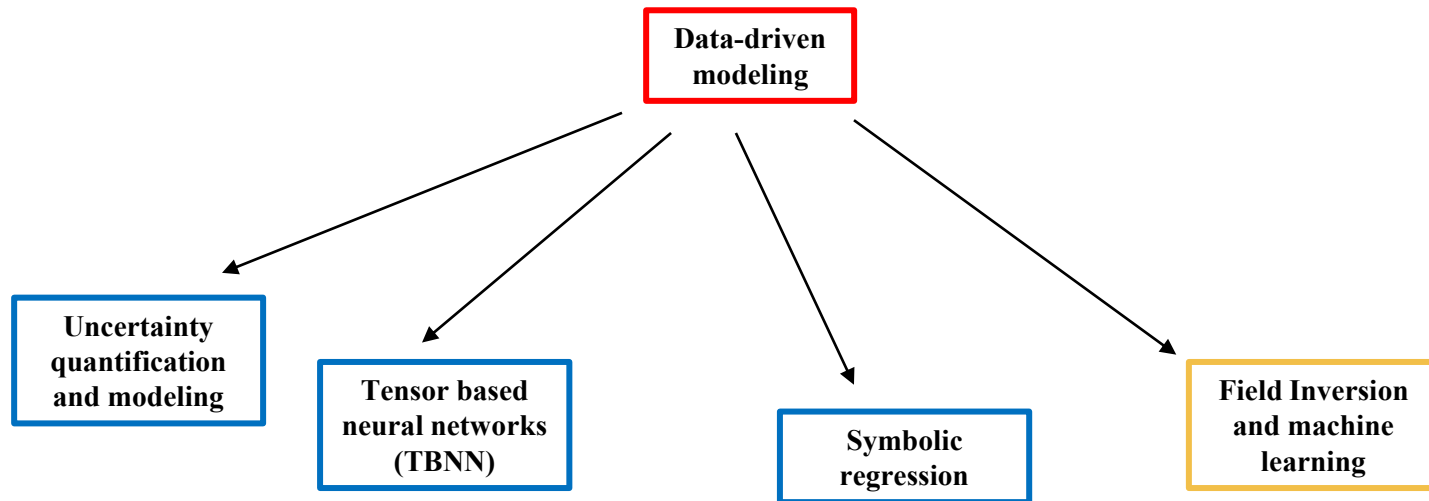 Data-driven
modeling
Uncertainty
quantification
and modeling
Tensor based
neural networks
(TBNN)
Symbolic
regression
Field Inversion
and machine
learning